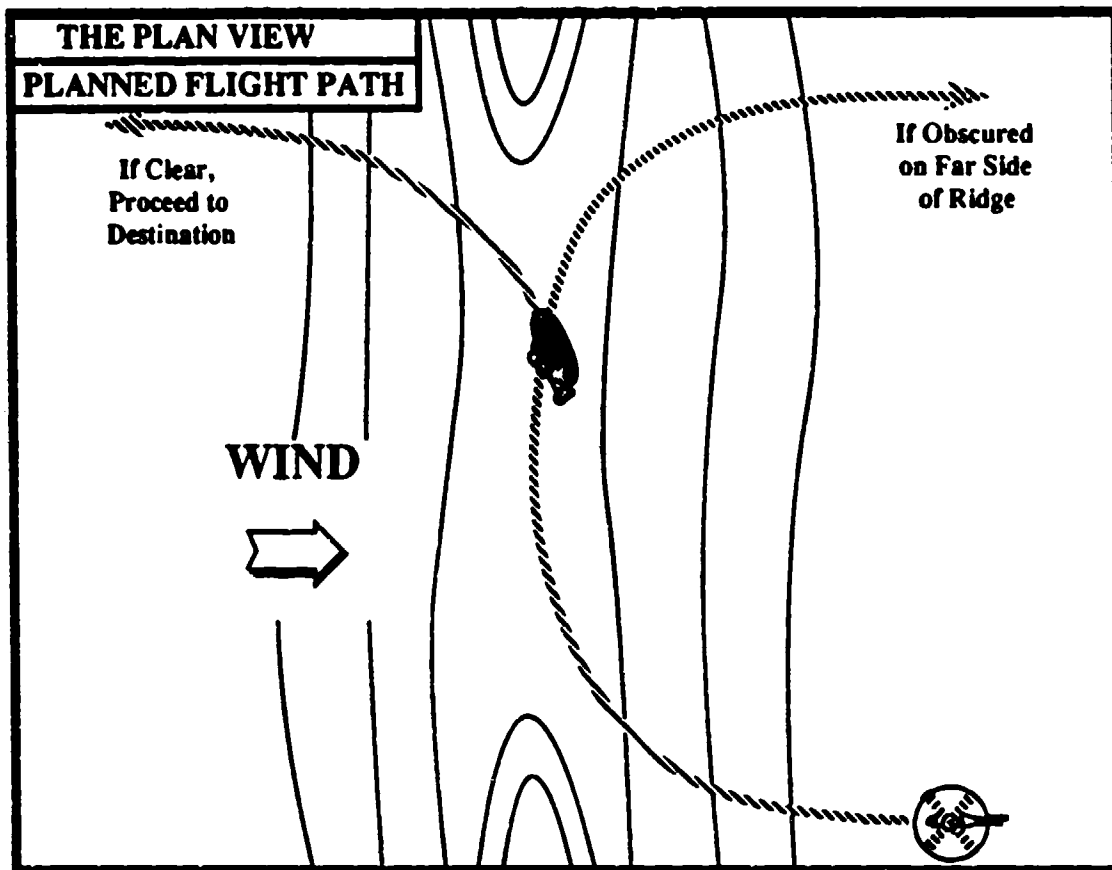 THE PLAN VIEW
PLANNED FLIGHT PATH
If Clear,
Proceed to
Destination
If Obscured
on Far Side
of Ridge
WIND